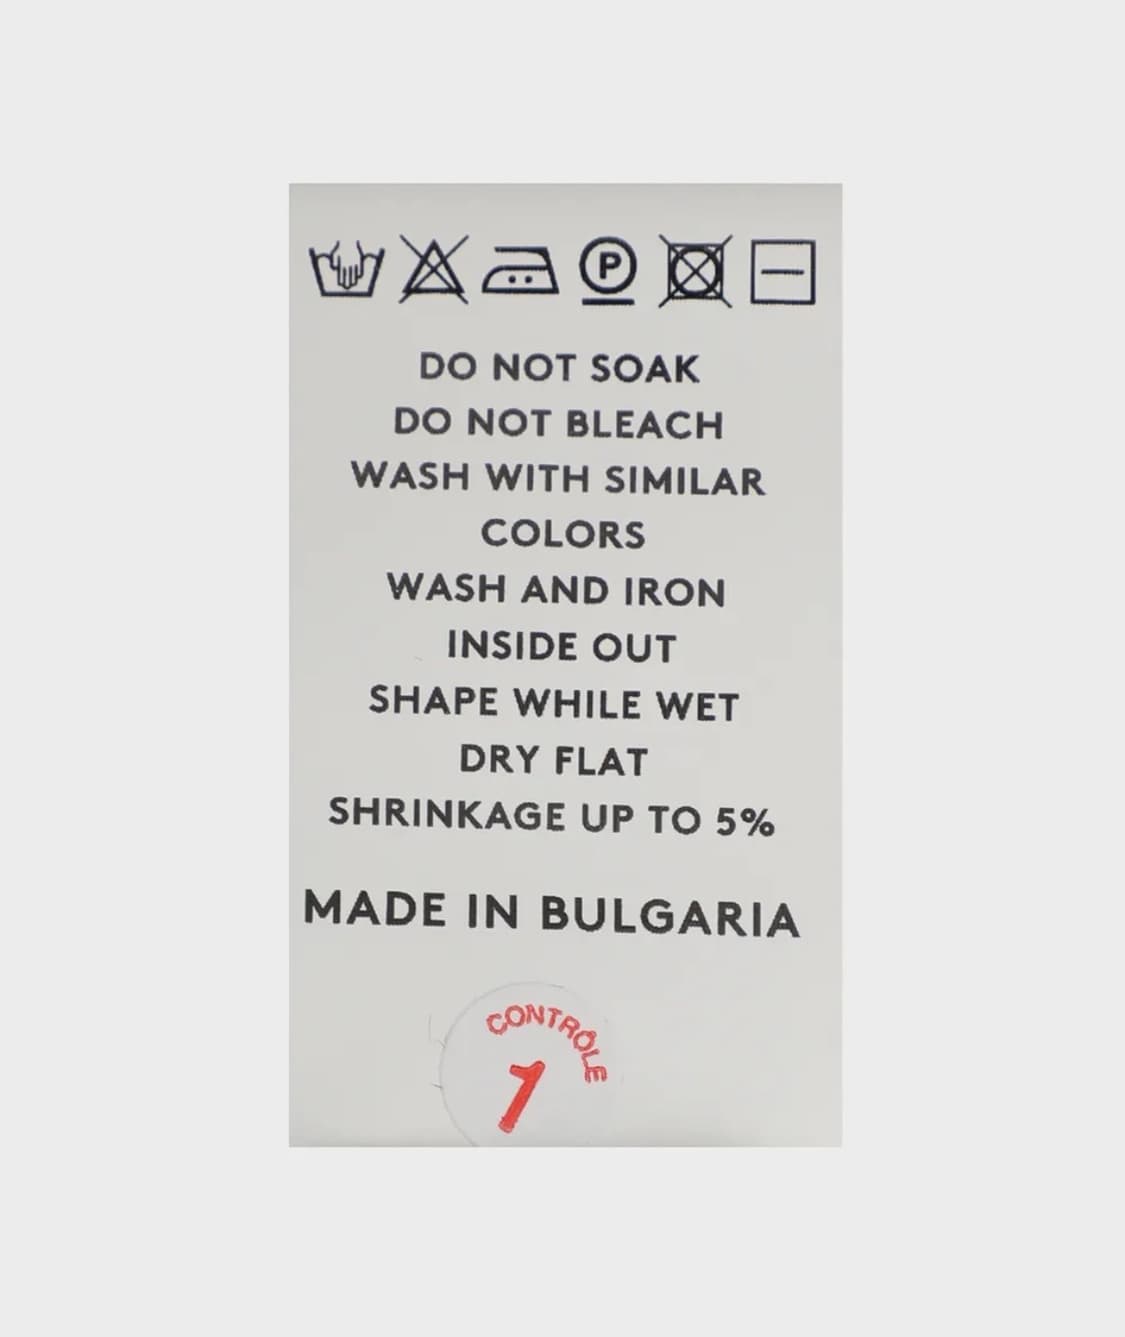 P
DO NOT SOAK
DO NOT BLEACH
WASH WITH SIMILAR
COLORS
WASH AND IRON
INSIDE OUT
SHAPE WHILE WET
DRY FLAT
SHRINKAGE UP TO 5%
MADE IN BULGARIA
CONTRÔLE
1